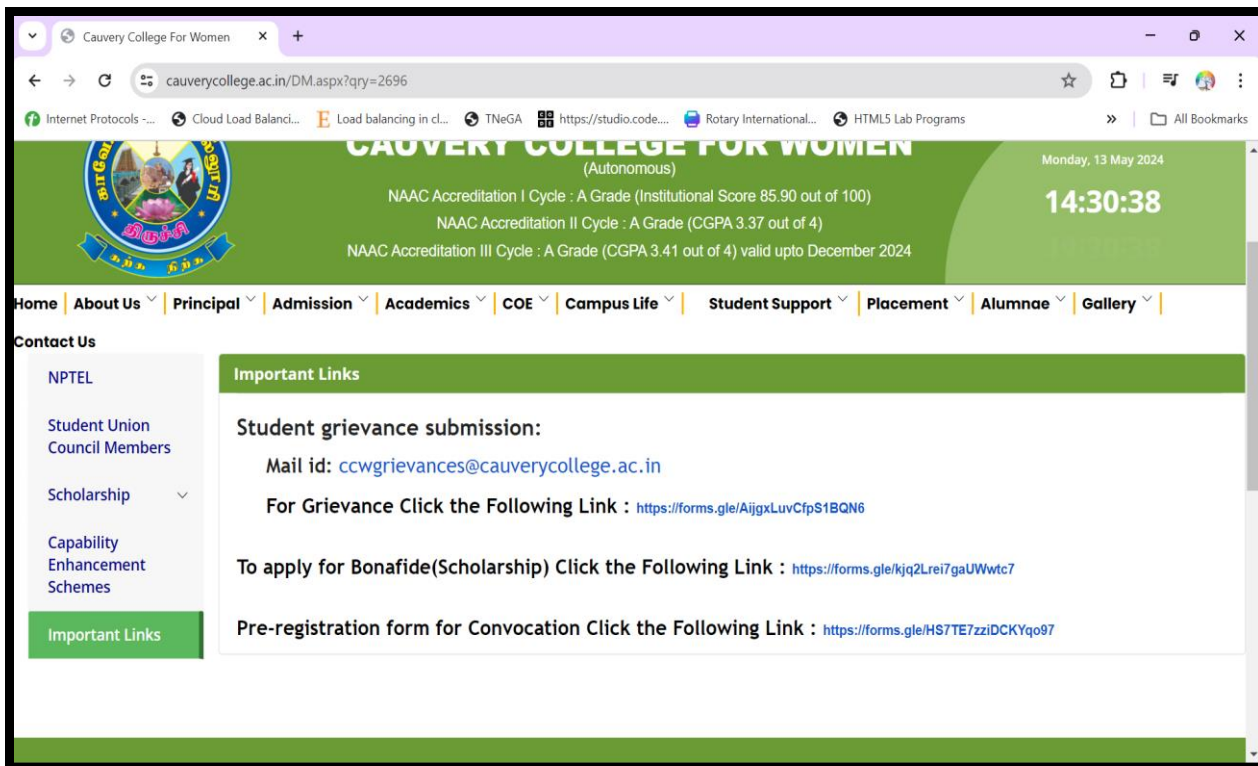 Cauvery College For Women
cauverycollege.ac.in/DM.aspx?qry=2696
Internet Protocols -... Cloud Load Balanci... Load balancing in cl... TNeGA https://studio.code.... Rotary International... HTML5 Lab Programs » All Bookmarks
CAUVERY COLLEGE FOR WOMEN
(Autonomous)
NAAC Accreditation I Cycle : A Grade (Institutional Score 85.90 out of 100)
NAAC Accreditation II Cycle : A Grade (CGPA 3.37 out of 4)
NAAC Accreditation III Cycle : A Grade (CGPA 3.41 out of 4) valid upto December 2024
Monday, 13 May 2024
14:30:38
திருச்சி
கற்க நிற்க
Home About Us Principal Admission Academics COE Campus Life Student Support Placement Alumnae Gallery
Contact Us
NPTEL
Student Union
Council Members
Scholarship
Capability
Enhancement
Schemes
Important Links
Important Links
Student grievance submission:
Mail id: ccwgrievances@cauverycollege.ac.in
For Grievance Click the Following Link : https://forms.gle/AijgxLuvCfpS1BQN6
To apply for Bonafide(Scholarship) Click the Following Link : https://forms.gle/kjq2Lrei7gaUWwtc7
Pre-registration form for Convocation Click the Following Link : https://forms.gle/HS7TE7zziDCKYqo97